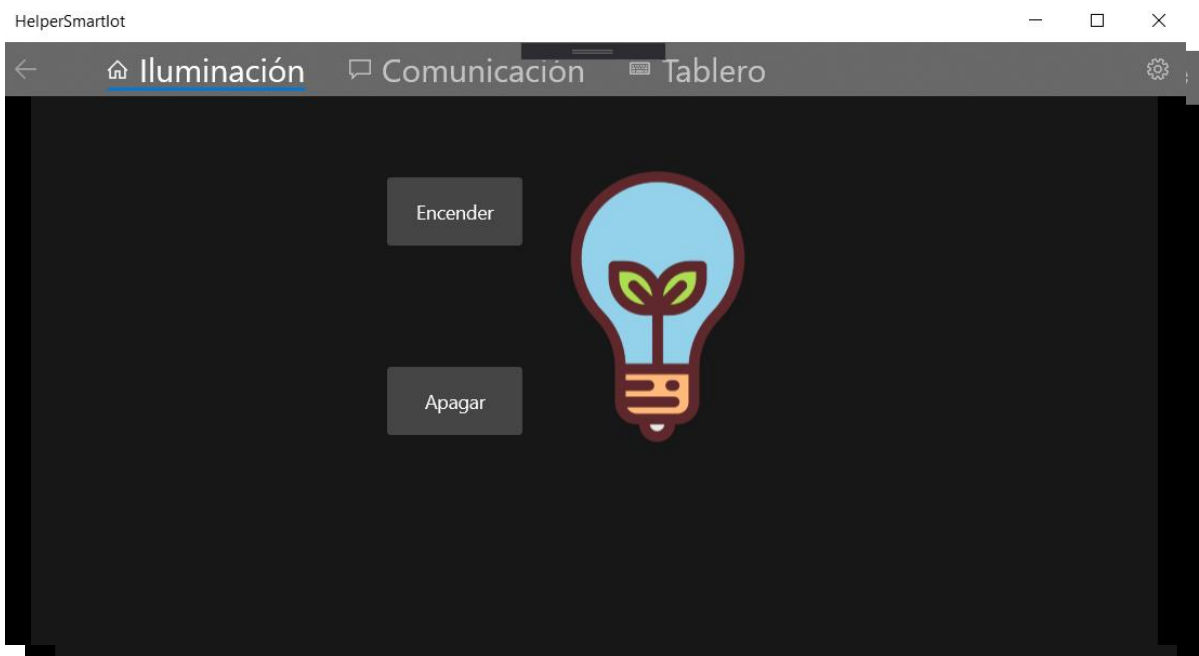 HelperSmartIot
Iluminación Comunicación Tablero
Encender
Apagar